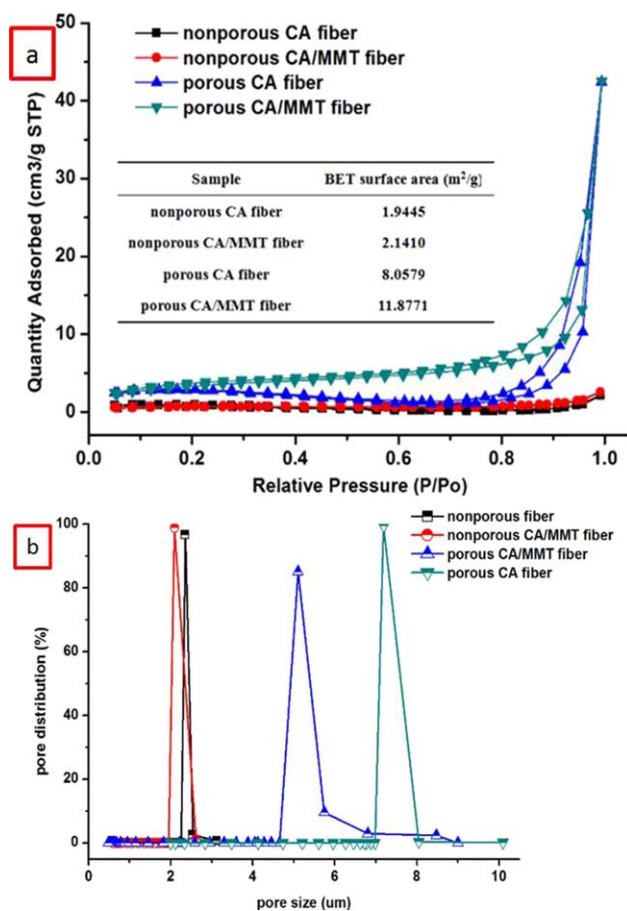 a
nonporous CA fiber
nonporous CA/MMT fiber
porous CA fiber
porous CA/MMT fiber
Quantity Adsorbed (cm3/g STP)
50
40
30
20
10
0
Sample BET surface area (m²/g)
nonporous CA fiber 1.9445
nonporous CA/MMT fiber 2.1410
porous CA fiber 8.0579
porous CA/MMT fiber 11.8771
0.0 0.2 0.4 0.6 0.8 1.0
Relative Pressure (P/Po)
b
nonporous fiber
nonporous CA/MMT fiber
porous CA/MMT fiber
porous CA fiber
pore distribution (%)
100
80
60
40
20
0
0 2 4 6 8 10
pore size (um)